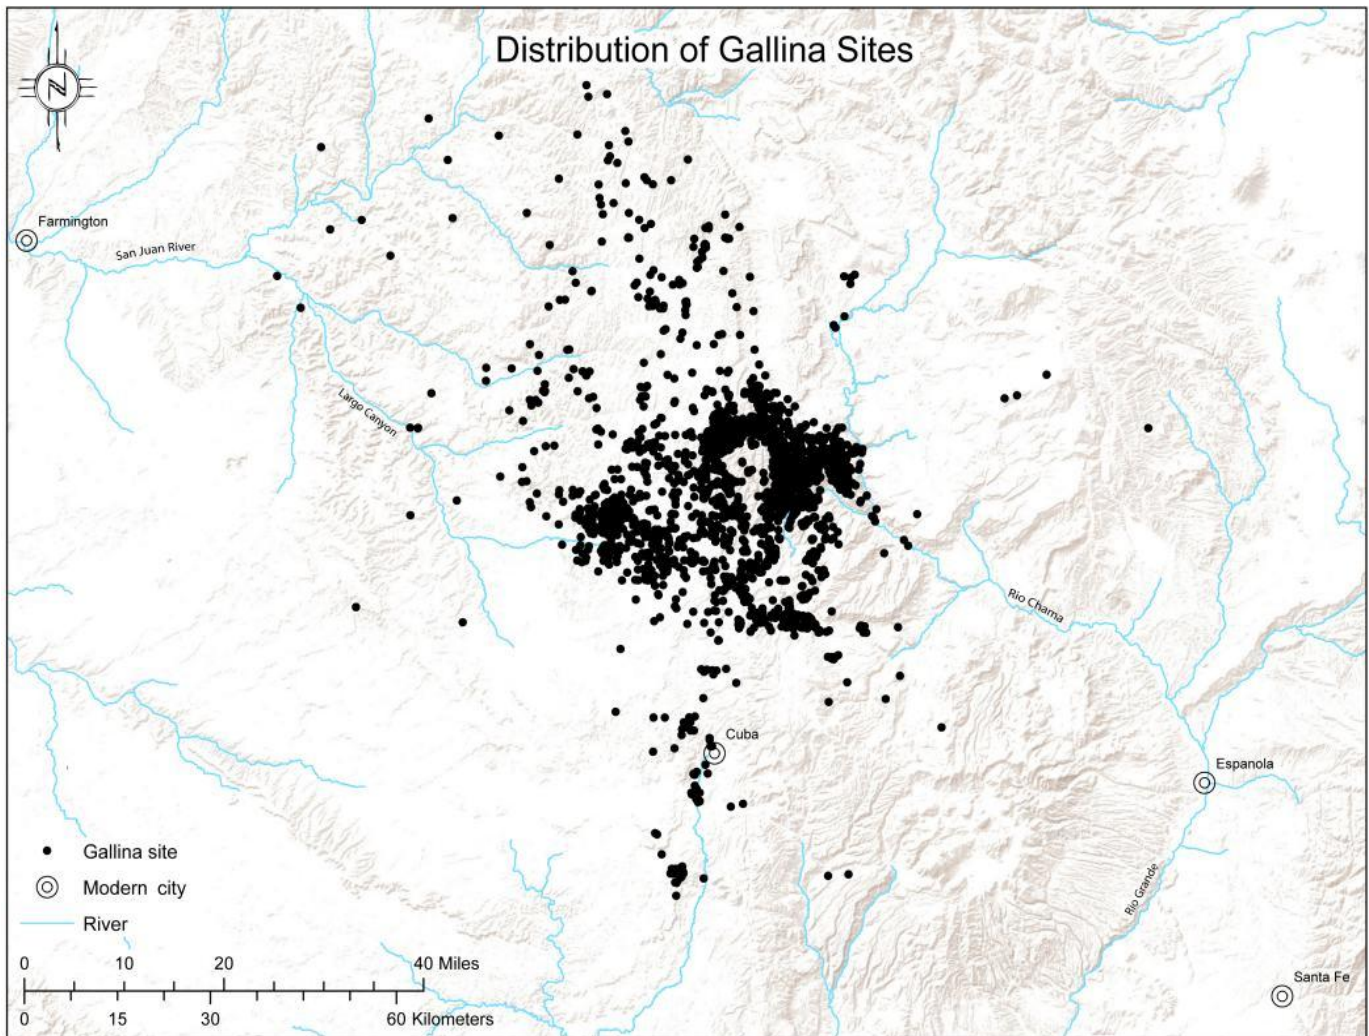 Distribution of Gallina Sites
N
Farmington
San Juan River
Largo Canyon
Rio Chama
Cuba
Espanola
Rio Grande
Santa Fe
Gallina site
Modern city
River
0 10 20 40 Miles
0 15 30 60 Kilometers